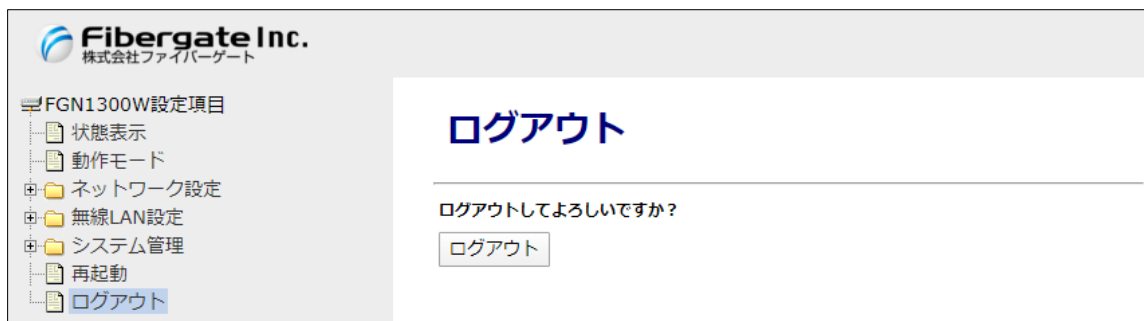 Fibergate Inc.
株式会社ファイバーゲート
FGN1300W設定項目
状態表示
動作モード
ネットワーク設定
無線LAN設定
システム管理
再起動
ログアウト
ログアウト
ログアウトしてよろしいですか？
ログアウト